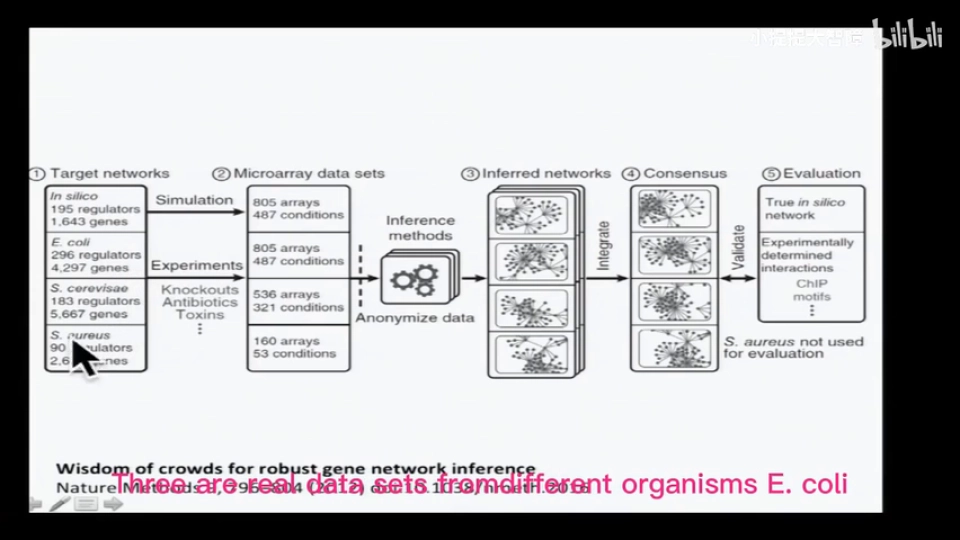 bilibili
① Target networks
② Microarray data sets
③ Inferred networks
④ Consensus
⑤ Evaluation
In silico
195 regulators
1,643 genes
E. coli
296 regulators
4,297 genes
S. cerevisae
183 regulators
5,667 genes
S. aureus
90
2,6
Simulation
Experiments
Knockouts
Antibiotics
Toxins
805 arrays
487 conditions
805 arrays
487 conditions
536 arrays
321 conditions
160 arrays
53 conditions
Inference
methods
Anonymize data
Integrate
Validate
True in silico
network
Experimentally
determined
interactions
ChIP
motifs
S. aureus not used
for evaluation
Wisdom of crowds for robust gene network inference
Nature Methods
Three are real data sets fromdifferent organisms E. coli